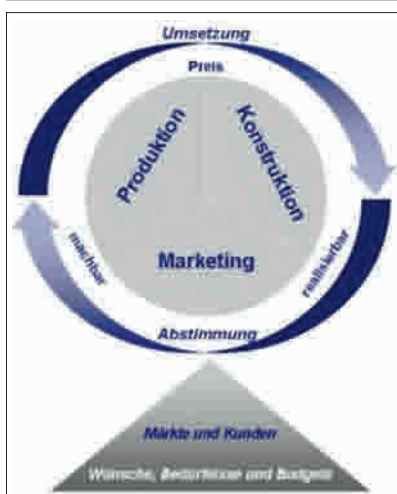 Umsetzung
Preis
Produktion
Konstruktion
Marketing
machbar
realisierbar
Abstimmung
Märkte und Kunden
Wünsche, Bedürfnisse und Budgets